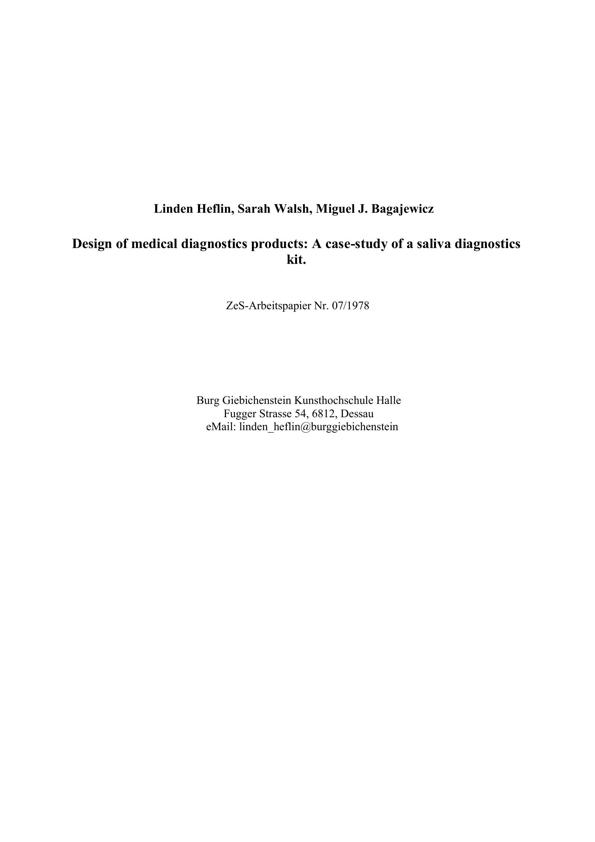 Linden Heflin, Sarah Walsh, Miguel J. Bagajewicz
Design of medical diagnostics products: A case-study of a saliva diagnostics
kit.
ZeS-Arbeitspapier Nr. 07/1978
Burg Giebichenstein Kunsthochschule Halle
Fugger Strasse 54, 6812, Dessau
eMail: linden_heflin@burggiebichenstein